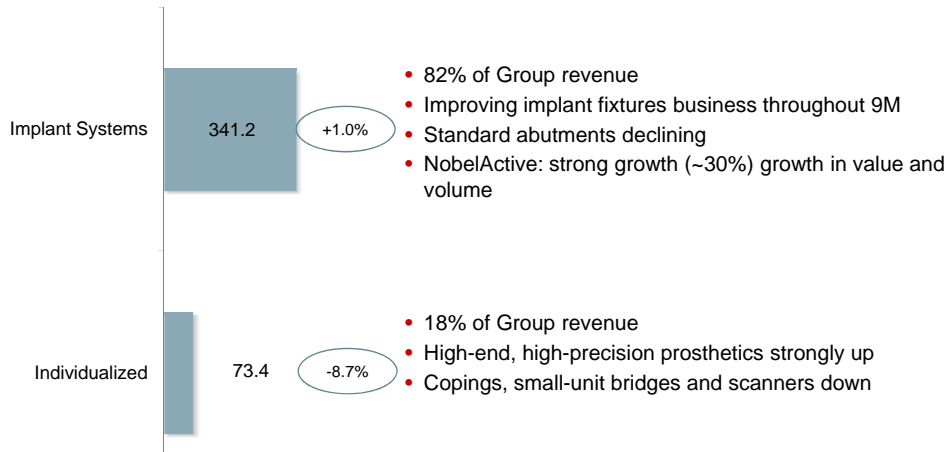 Implant Systems
341.2
+1.0%
• 82% of Group revenue
• Improving implant fixtures business throughout 9M
• Standard abutments declining
• NobelActive: strong growth (~30%) growth in value and
volume
Individualized
73.4
-8.7%
• 18% of Group revenue
• High-end, high-precision prosthetics strongly up
• Copings, small-unit bridges and scanners down